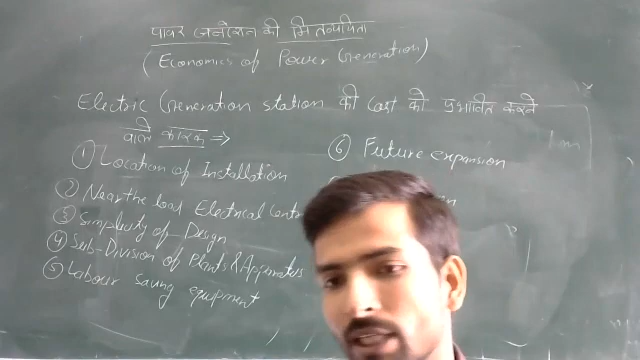 पावर जनरेशन की मितव्ययिता
(Economics of Power Generation)
Electric Generation station की Cost को प्रभावित करने
वाले कारक ⇒
① Location of Installation
② Near the load Electrical Centr
③ Simplicity of Design
④ Sub-Division of Plants & Apparatus
⑤ Labour saving equipment
⑥ Future expansion